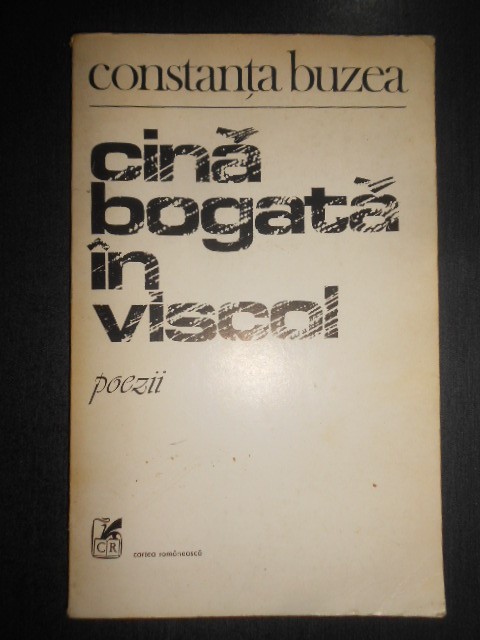 constanța buzea
cină
bogată
în
viscol
poezii
CR
cartea românească